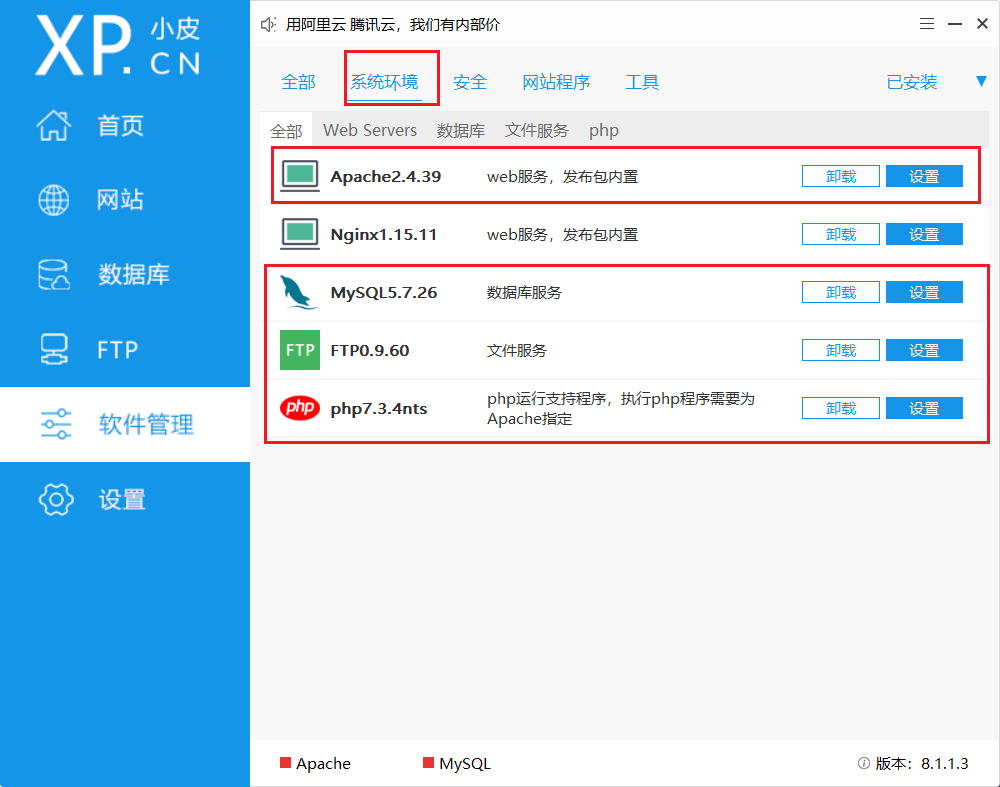 XP.CN 小皮
用阿里云 腾讯云，我们有内部价
全部 系统环境 安全 网站程序 工具 已安装
首页
网站
数据库
FTP
软件管理
设置
全部 Web Servers 数据库 文件服务 php
Apache2.4.39 web服务，发布包内置 卸载 设置
Nginx1.15.11 web服务，发布包内置 卸载 设置
MySQL5.7.26 数据库服务 卸载 设置
FTP FTP0.9.60 文件服务 卸载 设置
php php7.3.4nts php运行支持程序，执行php程序需要为
Apache指定 卸载 设置
Apache MySQL 版本：8.1.1.3